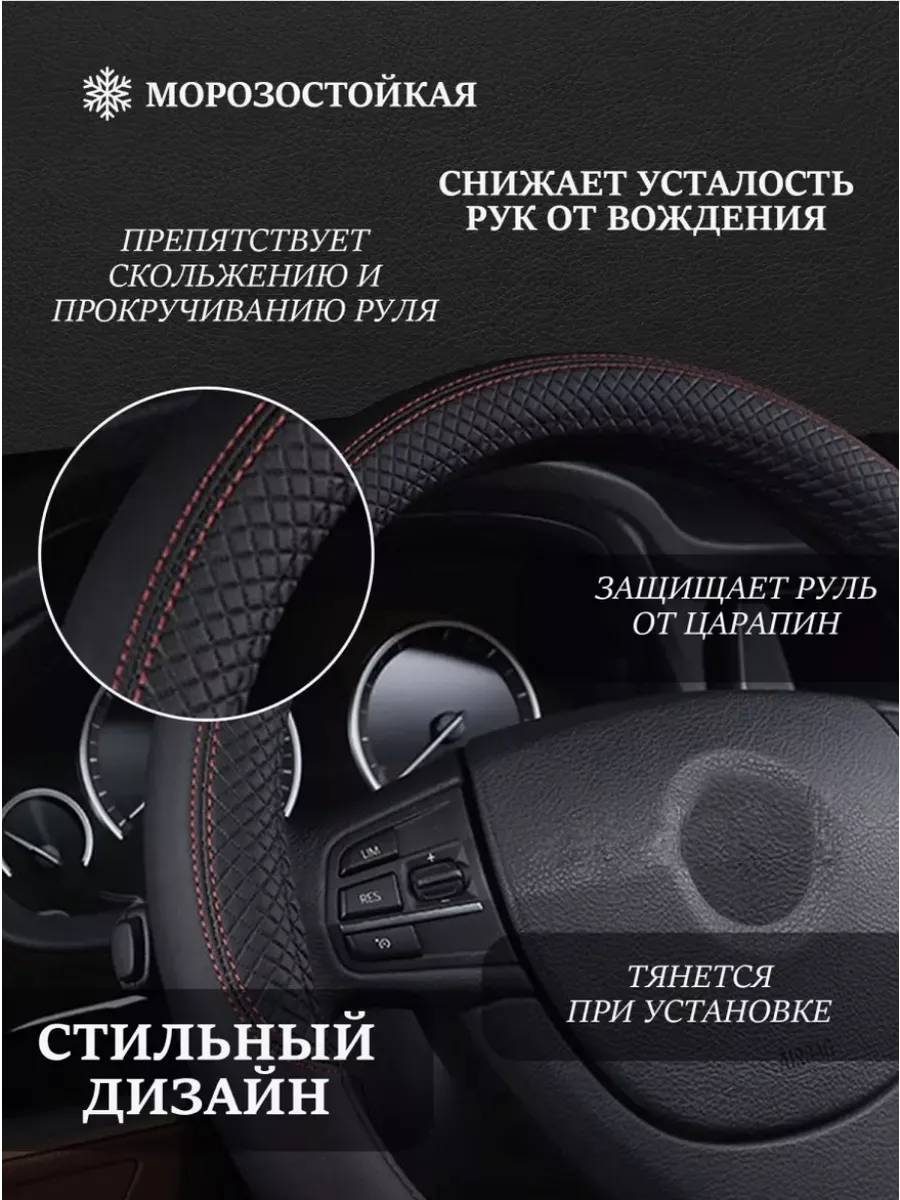 МОРОЗОСТОЙКАЯ
СНИЖАЕТ УСТАЛОСТЬ
РУК ОТ ВОЖДЕНИЯ
ПРЕПЯТСТВУЕТ
СКОЛЬЖЕНИЮ И
ПРОКРУЧИВАНИЮ РУЛЯ
ЗАЩИЩАЕТ РУЛЬ
ОТ ЦАРАПИН
LIM
+
RES
-
ТЯНЕТСЯ
ПРИ УСТАНОВКЕ
СТИЛЬНЫЙ
ДИЗАЙН
AIRBAG